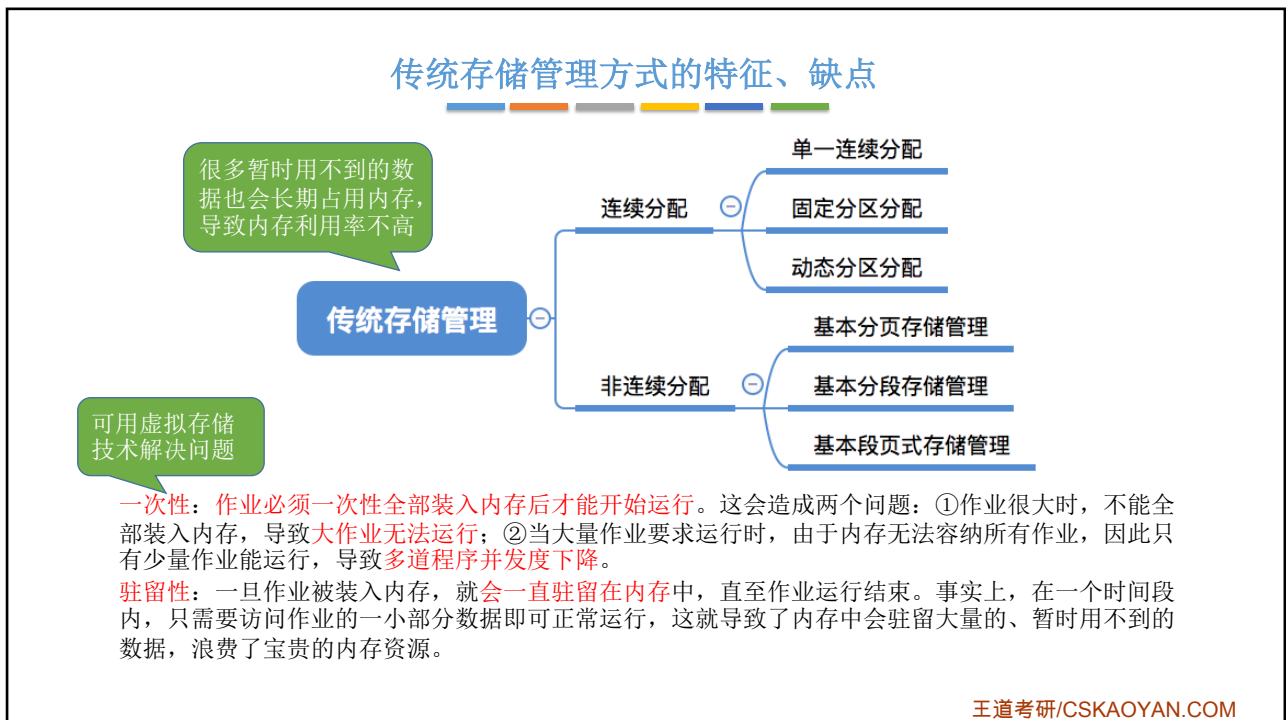 传统存储管理方式的特征、缺点
很多暂时用不到的数
据也会长期占用内存，
导致内存利用率不高
传统存储管理
连续分配
单一连续分配
固定分区分配
动态分区分配
非连续分配
基本分页存储管理
基本分段存储管理
基本段页式存储管理
可用虚拟存储
技术解决问题
一次性：作业必须一次性全部装入内存后才能开始运行。这会造成两个问题：①作业很大时，不能全
部装入内存，导致大作业无法运行；②当大量作业要求运行时，由于内存无法容纳所有作业，因此只
有少量作业能运行，导致多道程序并发度下降。
驻留性：一旦作业被装入内存，就会一直驻留在内存中，直至作业运行结束。事实上，在一个时间段
内，只需要访问作业的一小部分数据即可正常运行，这就导致了内存中会驻留大量的、暂时用不到的
数据，浪费了宝贵的内存资源。
王道考研/CSKAOYAN.COM